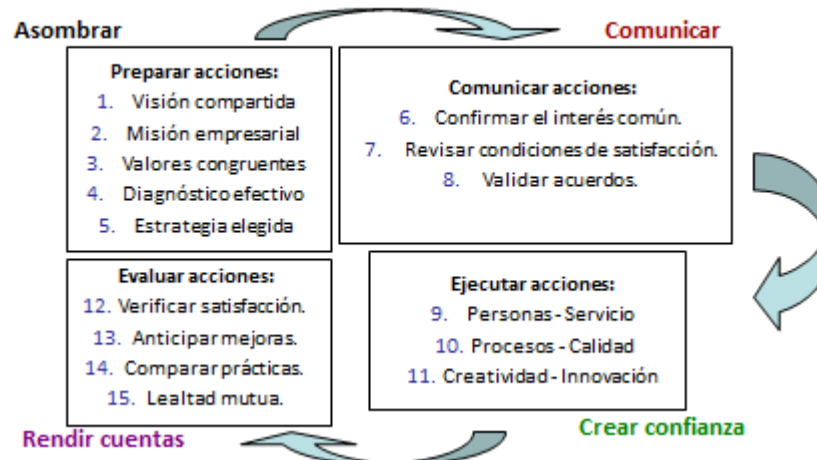 Asombrar
Comunicar
Preparar acciones:
1. Visión compartida
2. Misión empresarial
3. Valores congruentes
4. Diagnóstico efectivo
5. Estrategia elegida
Comunicar acciones:
6. Confirmar el interés común.
7. Revisar condiciones de satisfacción.
8. Validar acuerdos.
Evaluar acciones:
12. Verificar satisfacción.
13. Anticipar mejoras.
14. Comparar prácticas.
15. Lealtad mutua.
Ejecutar acciones:
9. Personas - Servicio
10. Procesos - Calidad
11. Creatividad - Innovación
Rendir cuentas
Crear confianza